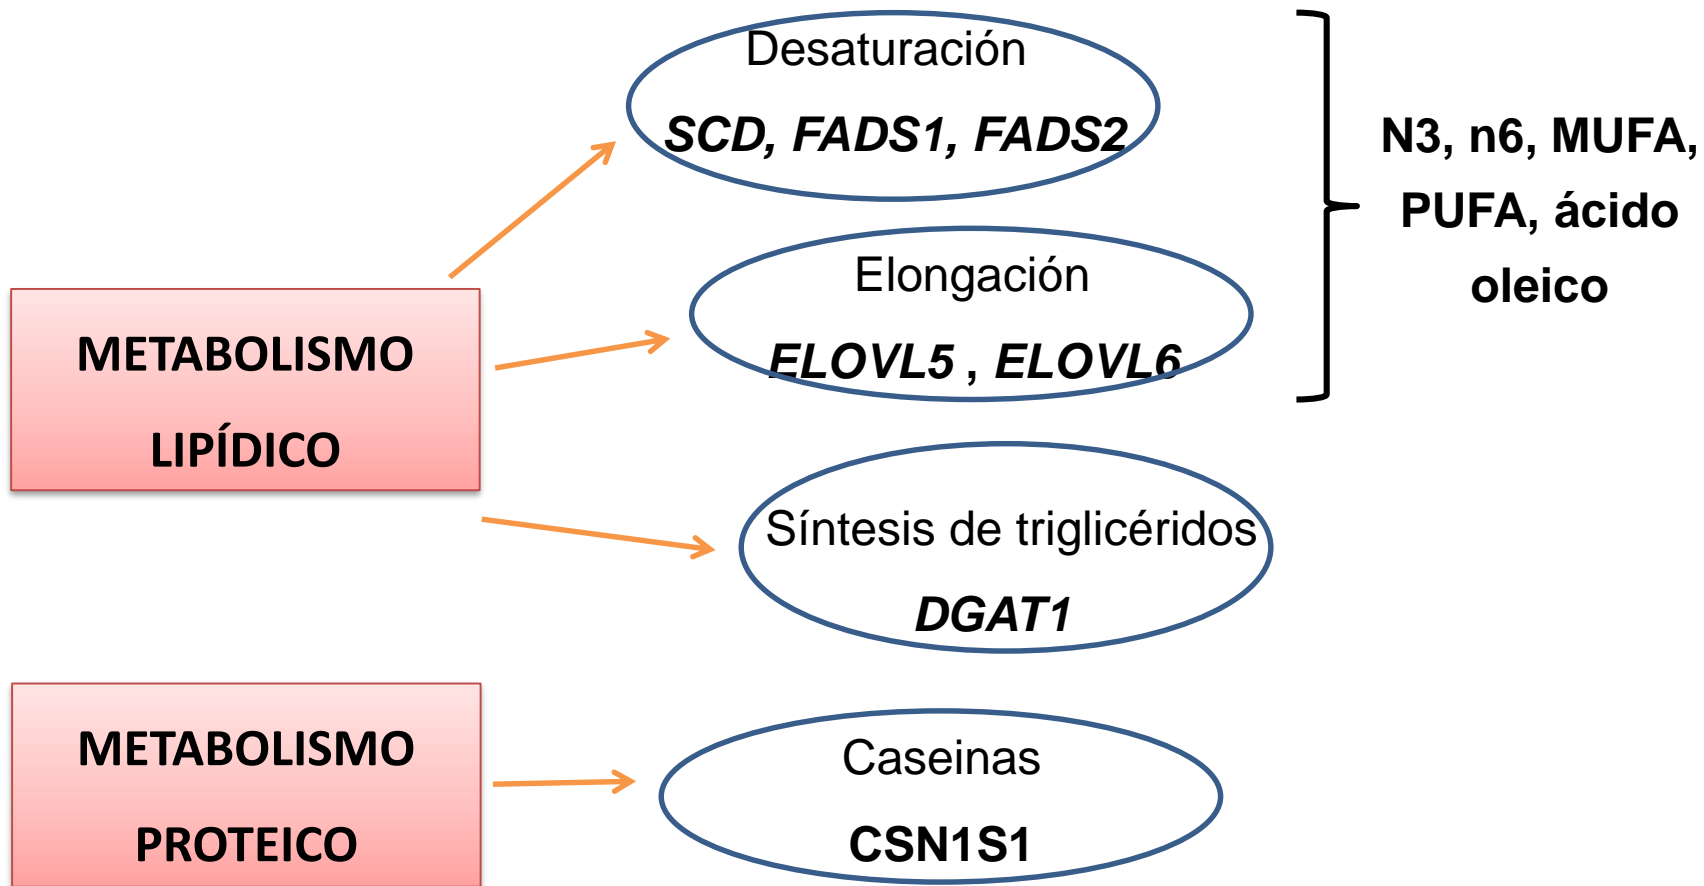 Desaturación
SCD, FADS1, FADS2
N3, n6, MUFA,
PUFA, ácido
oleico
Elongación
ELOVL5 , ELOVL6
METABOLISMO
LIPÍDICO
Síntesis de triglicéridos
DGAT1
METABOLISMO
PROTEICO
Caseinas
CSN1S1